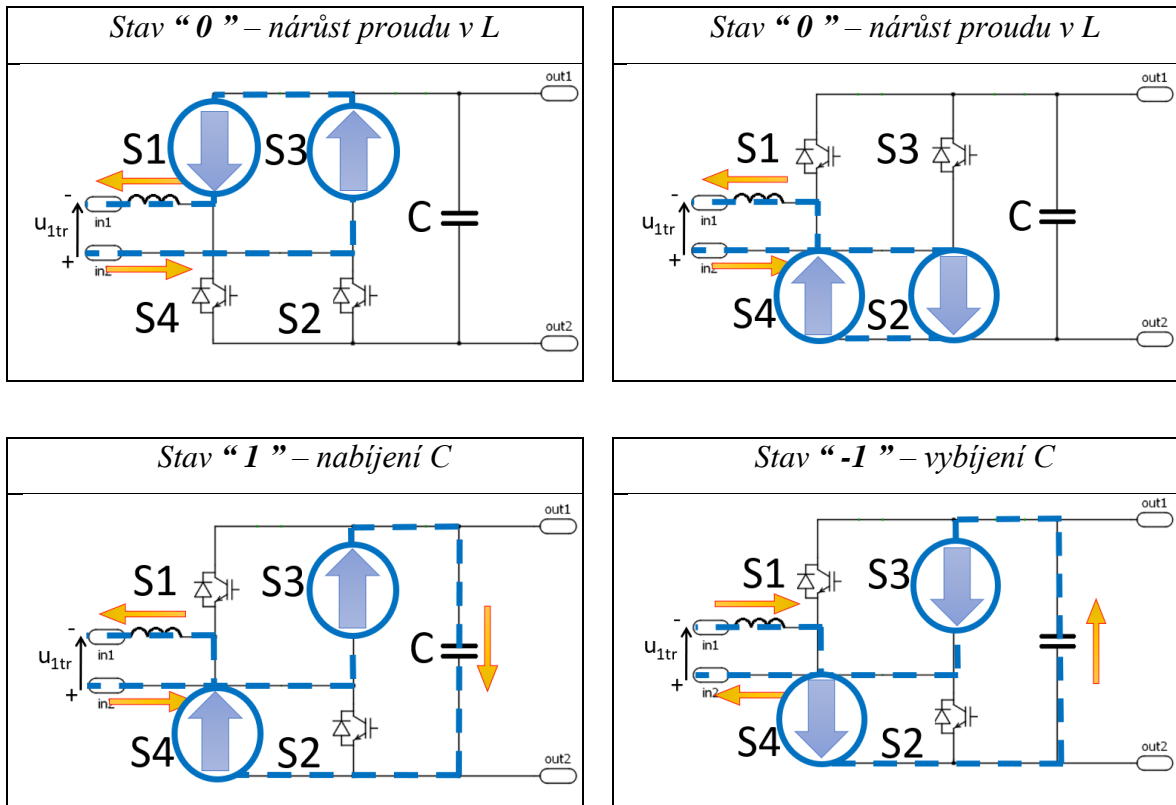 Stav “ 0 ” – nárůst proudu v L
out1
S1
S3
-
in1
u1tr
C
+
in2
S4
S2
out2
Stav “ 0 ” – nárůst proudu v L
out1
S1
S3
-
in1
u1tr
C
+
in2
S4
S2
out2
Stav “ 1 ” – nabíjení C
out1
S1
S3
-
in1
u1tr
C
+
in2
S4
S2
out2
Stav “ -1 ” – vybíjení C
out1
S1
S3
-
in1
u1tr
+
in2
S4
S2
out2